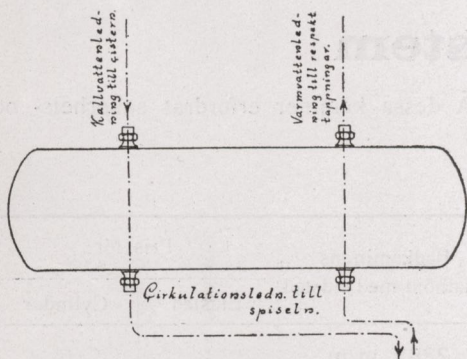 Kallvattenled-
ning till cistern.
Varmvattenled-
ning till respekt.
tappningar.
Cirkulationsledn. till
spiseln.